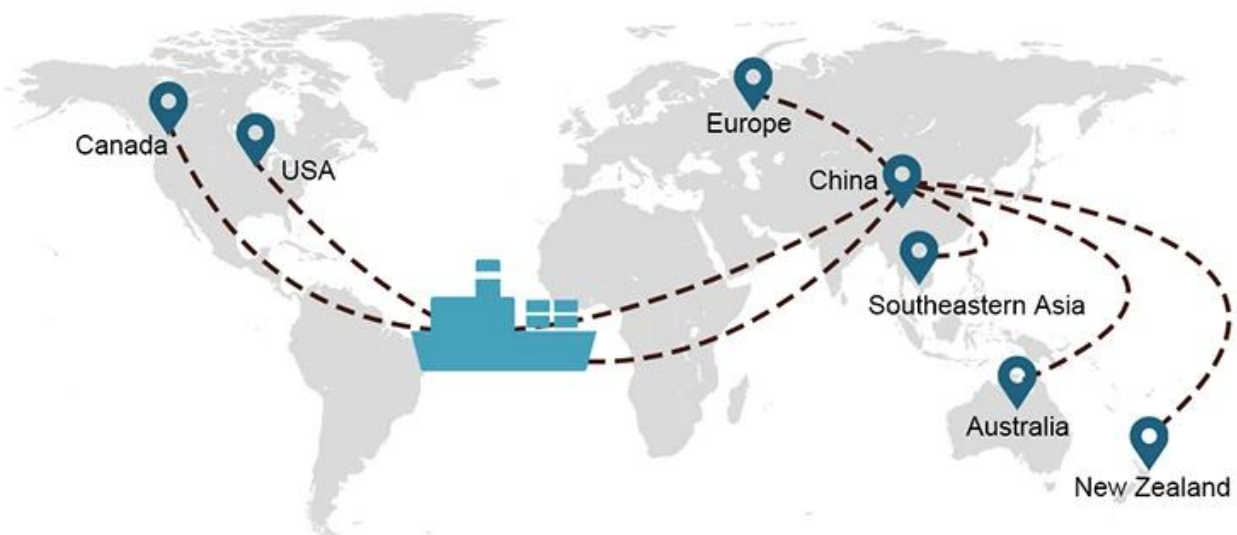 Canada
USA
Europe
China
Southeastern Asia
Australia
New Zealand